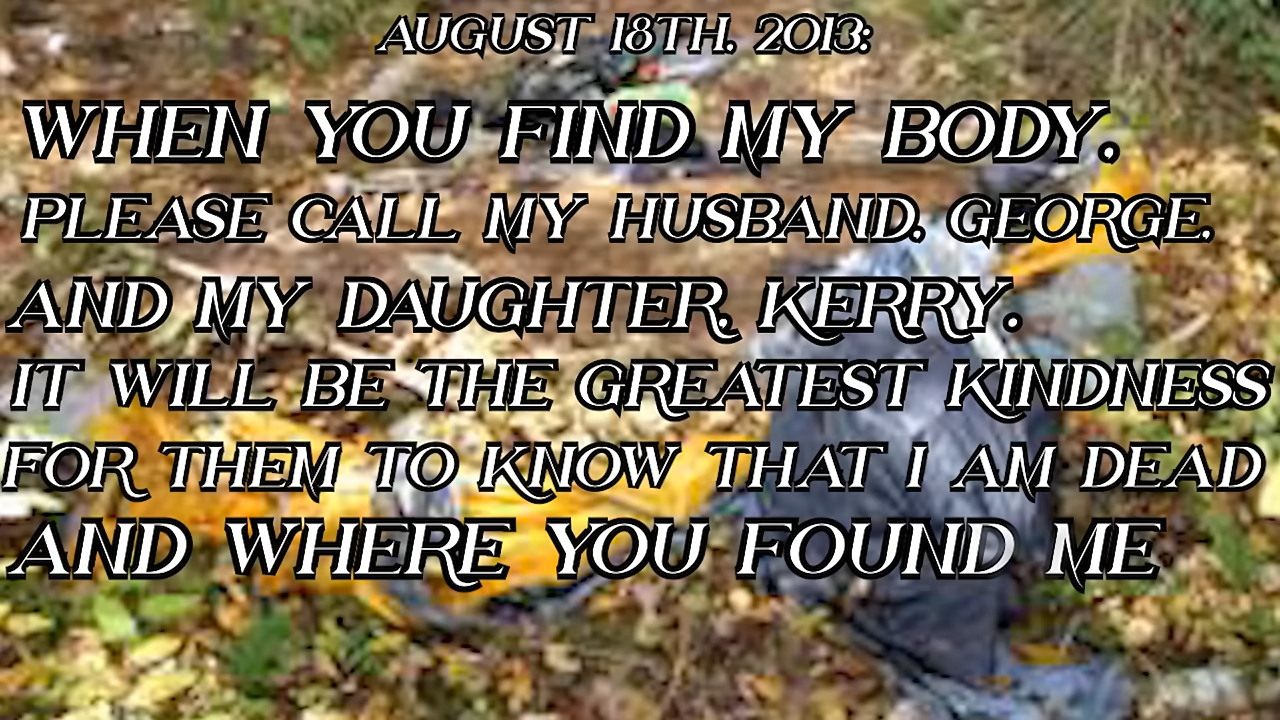 AUGUST 18TH. 2013:
WHEN YOU FIND MY BODY.
PLEASE CALL MY HUSBAND. GEORGE.
AND MY DAUGHTER. KERRY.
IT WILL BE THE GREATEST KINDNESS
FOR THEM TO KNOW THAT I AM DEAD
AND WHERE YOU FOUND ME